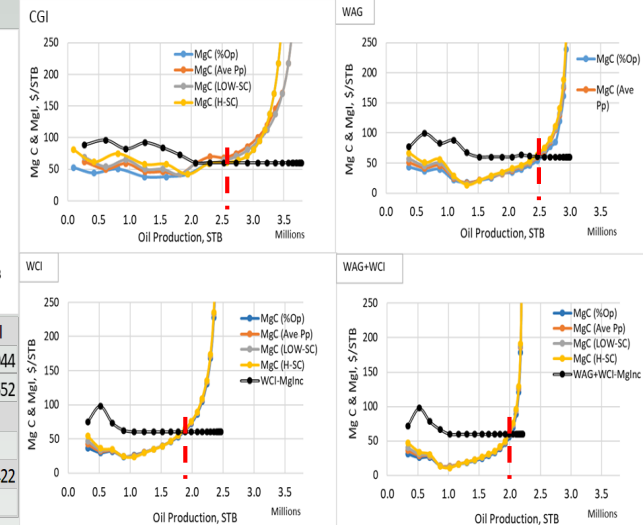 CGI
250
200
150
100
50
0
Mg C & MgI, $/STB
MgC (%Op)
MgC (Ave Pp)
MgC (LOW-SC)
MgC (H-SC)
0.0 0.5 1.0 1.5 2.0 2.5 3.0 3.5
Oil Production, STB
Millions
WAG
250
200
150
100
50
0
Mg C & MgI, $/STB
MgC (%Op)
MgC (Ave
Pp)
0.0 0.5 1.0 1.5 2.0 2.5 3.0 3.5
Oil Production, STB
Millions
WCI
250
200
150
100
50
0
Mg C & MgI, $/STB
MgC (%Op)
MgC (Ave Pp)
MgC (LOW-SC)
MgC (H-SC)
WCI-MgInc
0.0 0.5 1.0 1.5 2.0 2.5 3.0 3.5
Oil Production, STB
Millions
WAG+WCI
250
200
150
100
50
0
Mg C & MgI, $/STB
MgC (%Op)
MgC (Ave Pp)
MgC (LOW-SC)
MgC (H-SC)
WAG+WCI-MgInc
0.0 0.5 1.0 1.5 2.0 2.5 3.0 3.5
Oil Production, STB
Millions